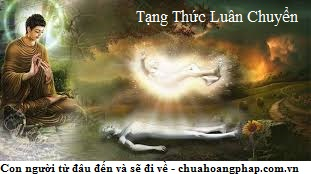 Tạng Thức Luân Chuyển
Con người từ đâu đến và sẽ đi về - chuahoangphap.com.vn